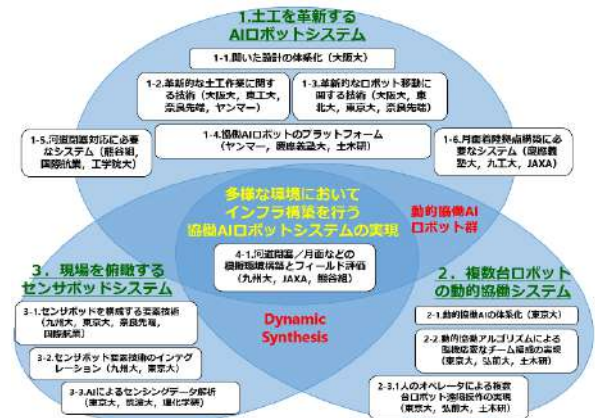 1.土工を革新する
AIロボットシステム
1-1.開いた設計の体系化（大阪大）
1-2.革新的な土工作業に関す
る技術（大阪大，東工大，
奈良先端，ヤンマー）
1-3.革新的なロボット移動に
関する技術（大阪大，東
北大，東京大，奈良先端）
1-4.協働AIロボットのプラットフォーム
（ヤンマー，慶應義塾大，土木研）
1-5.河道閉塞対応に必要
なシステム（熊谷組，
国際航業，工学院大）
1-6.月面着陸拠点構築に必
要なシステム（慶應義
塾大，九工大，JAXA）
多様な環境において
インフラ構築を行う
協働AIロボットシステムの実現
動的協働AI
ロボット群
4-1.河道閉塞／月面などの
模擬環境構築とフィールド評価
（九州大，JAXA，熊谷組）
3．現場を俯瞰する
センサポッドシステム
3-1.センサポッドを構成する要素技術
（九州大，東京大，奈良先端，
国際航業）
3-2.センサポッド要素技術のインテグ
レーション（九州大，東京大）
3-3.AIによるセンシングデータ解析
（東京大，筑波大，理化学研）
Dynamic
Synthesis
2．複数台ロボット
の動的協働システム
2-1.動的協働AIの体系化（東京大）
2-2.動的協働アルゴリズムによる
臨機応変なチーム編成の実現
（東京大，弘前大，土木研）
2-3.1人のオペレータによる複数
台ロボット遠隔操作の実現
（東京大，弘前大，土木研）